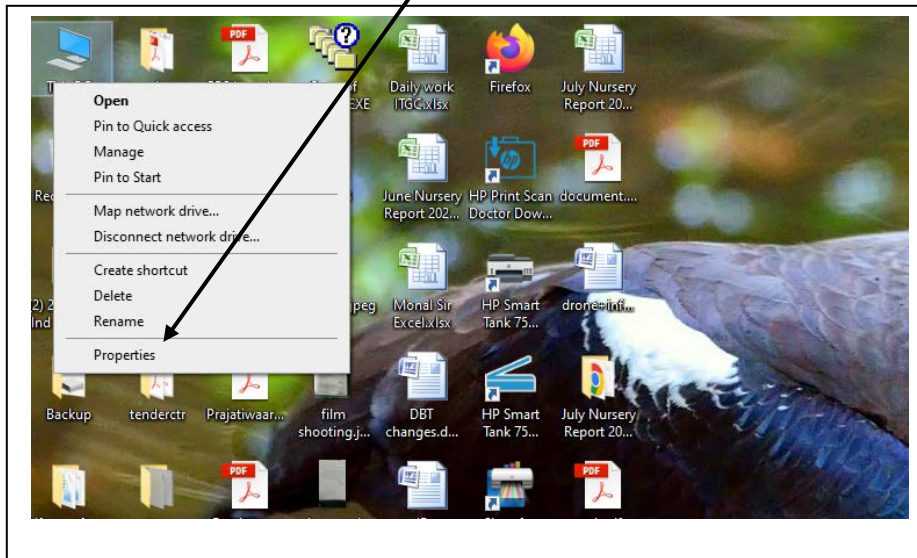 PDF
Daily work
ITGC.xlsx
Firefox
July Nursery
Report 20...
Open
Pin to Quick access
Manage
Pin to Start
Map network drive...
Disconnect network drive...
Create shortcut
Delete
Rename
Properties
June Nursery
Report 202...
HP Print Scan
Doctor Dow...
PDF
document....
Monal Sir
Excel.xlsx
HP Smart
Tank 75...
Backup
tenderctr
Prajatiwaar...
film
shooting.j...
DBT
changes.d...
HP Smart
Tank 75...
July Nursery
Report 20...
PDF
PDF